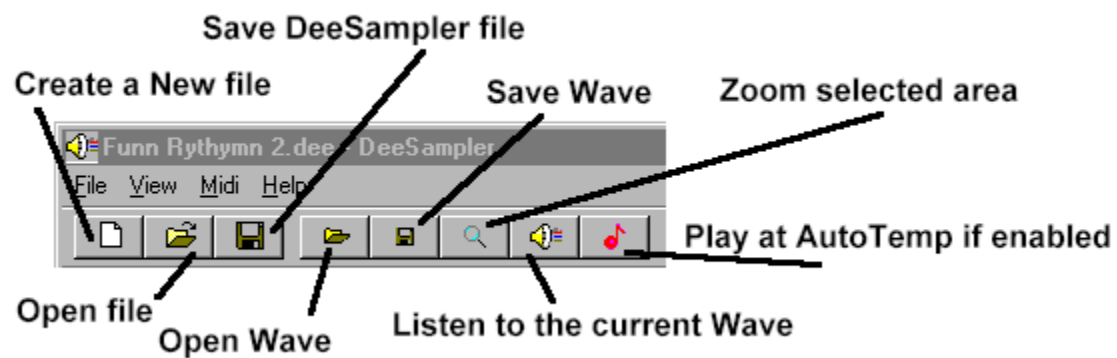 Save DeeSampler file
Create a New file
Save Wave
Zoom selected area
Funn Rythymn 2.dee - DeeSampler
File View Midi Help
Play at AutoTemp if enabled
Open file
Open Wave
Listen to the current Wave